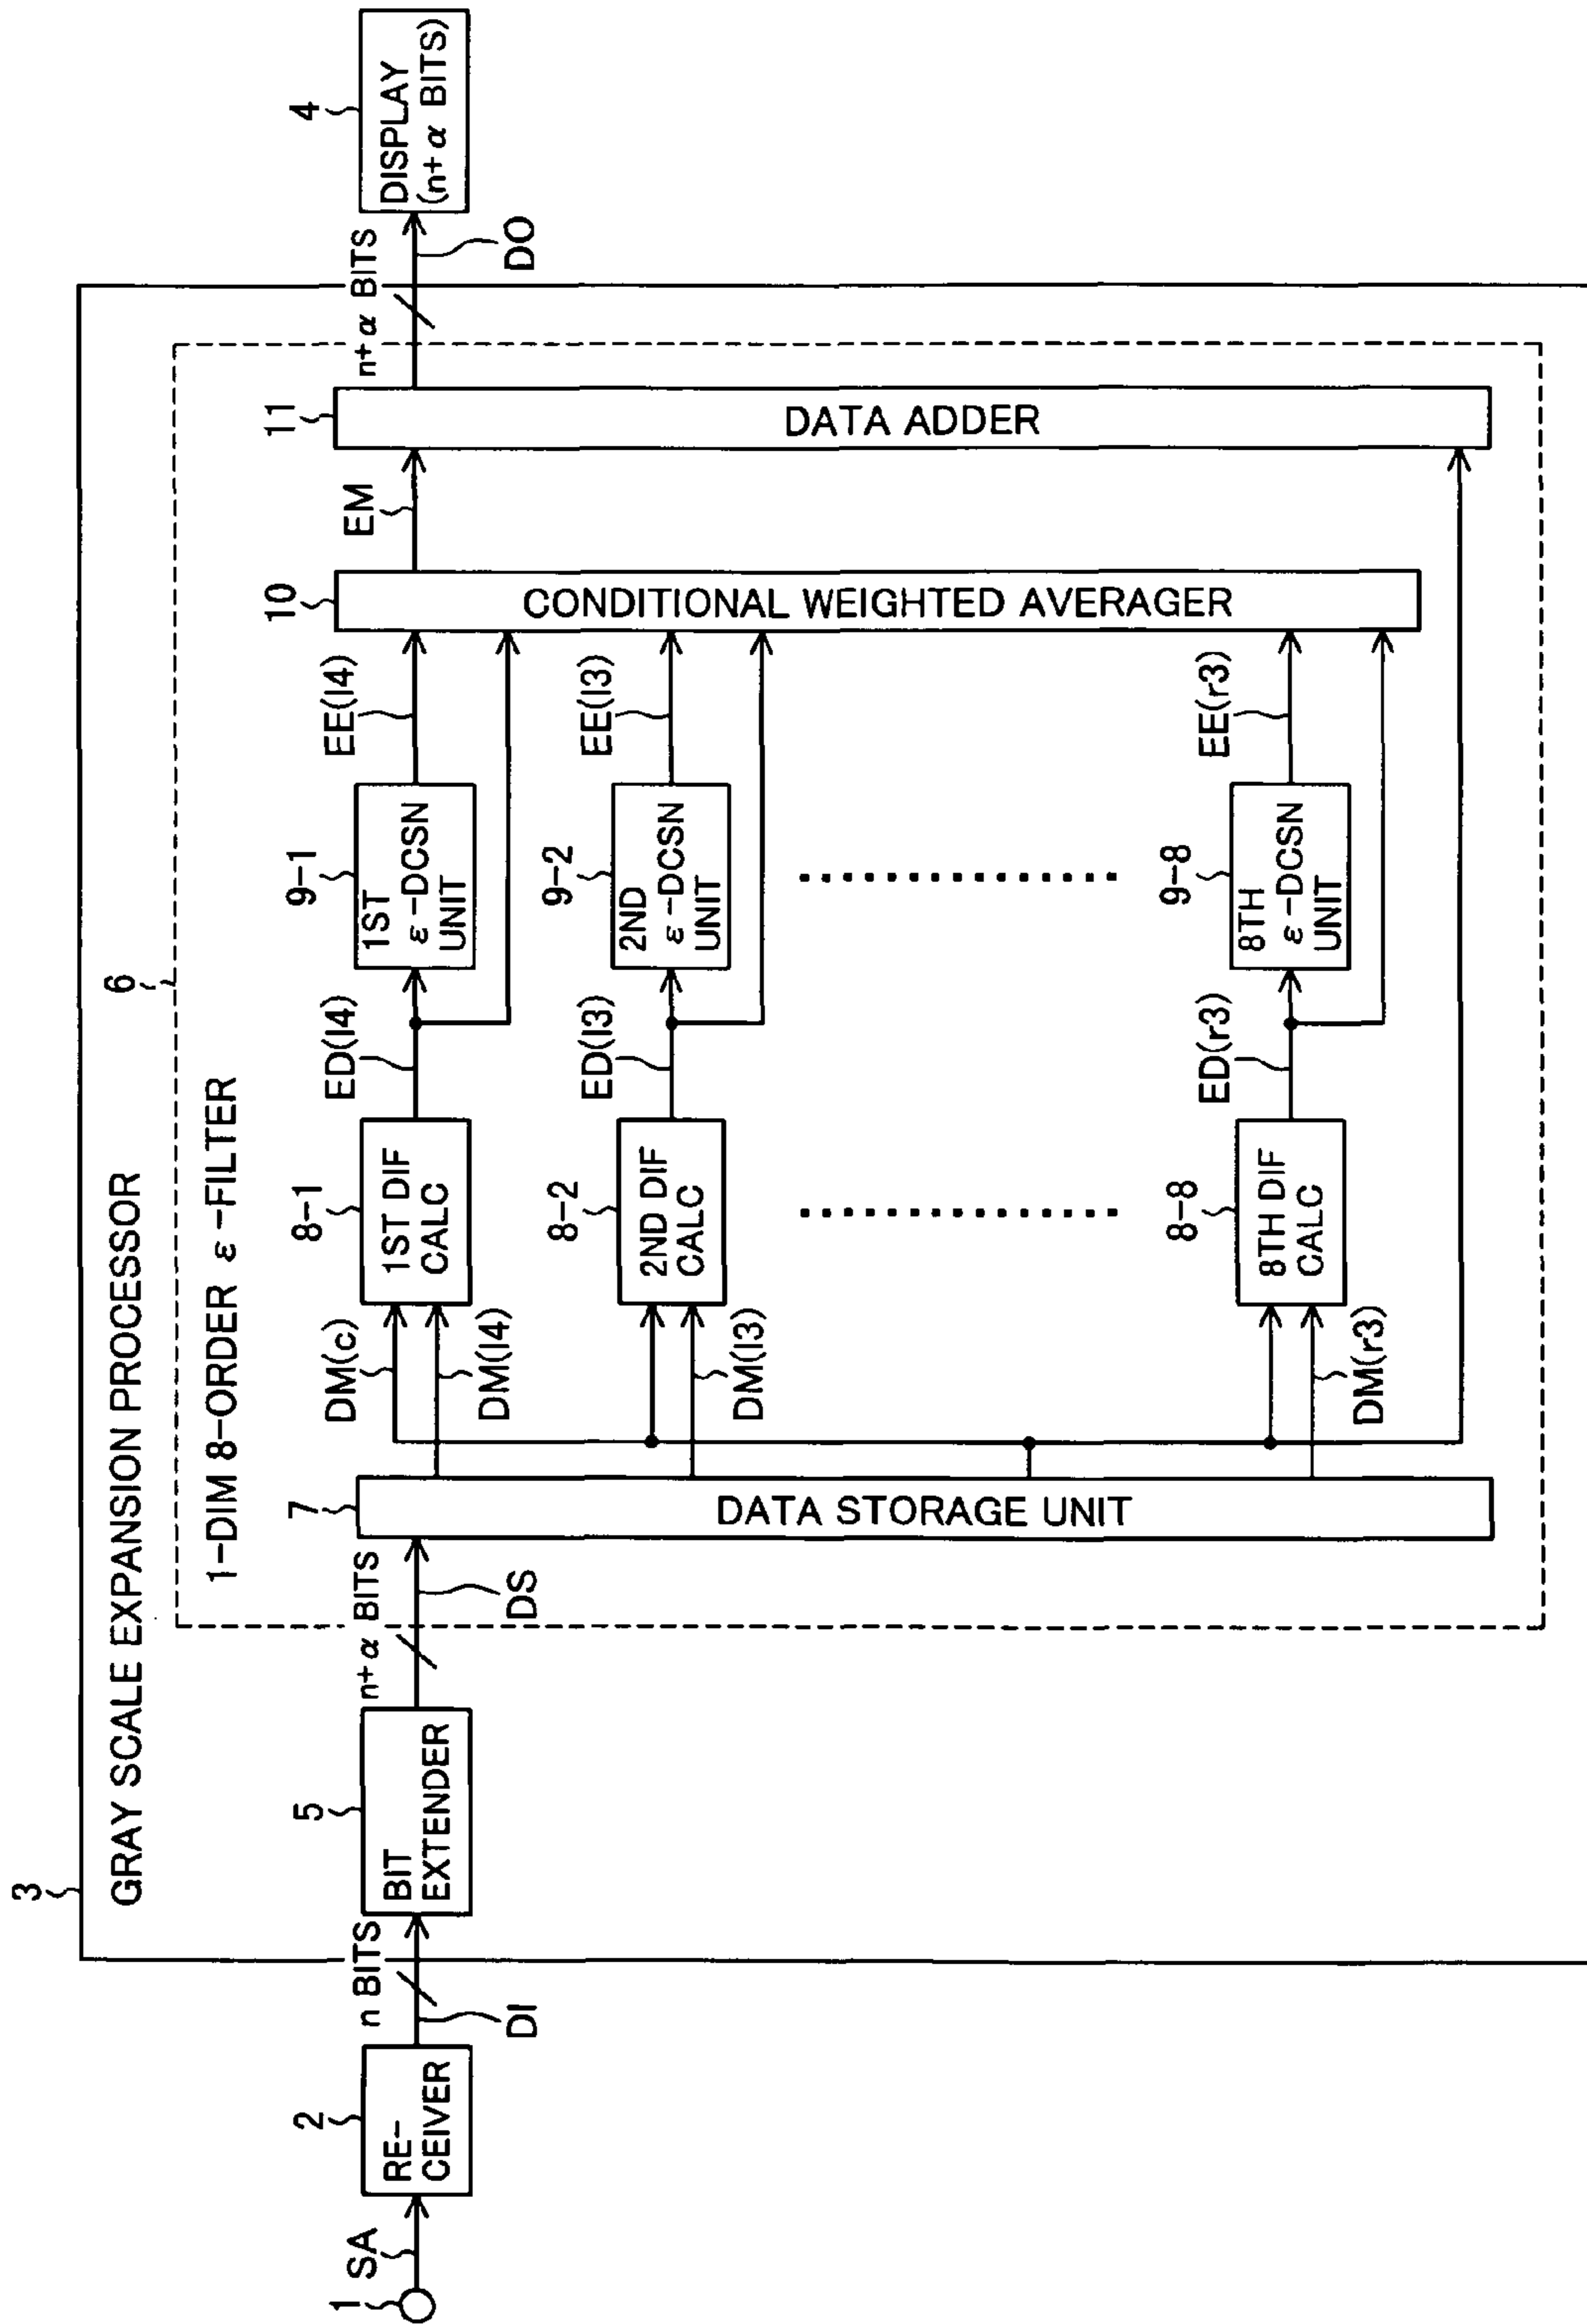 3
GRAY SCALE EXPANSION PROCESSOR
6
1-DIM 8-ORDER ε-FILTER
1
SA
2
RE-
CEIVER
n BITS
DI
5
BIT
EXTENDER
n+α BITS
DS
7
DATA STORAGE UNIT
DM(c)
DM(l4)
8-1
1ST DIF
CALC
ED(l4)
9-1
1ST
ε-DCSN
UNIT
EE(l4)
DM(l3)
8-2
2ND DIF
CALC
ED(l3)
9-2
2ND
ε-DCSN
UNIT
EE(l3)
DM(r3)
8-8
8TH DIF
CALC
ED(r3)
9-8
8TH
ε-DCSN
UNIT
EE(r3)
10
CONDITIONAL WEIGHTED AVERAGER
EM
11
DATA ADDER
n+α BITS
DO
4
DISPLAY
(n+α BITS)